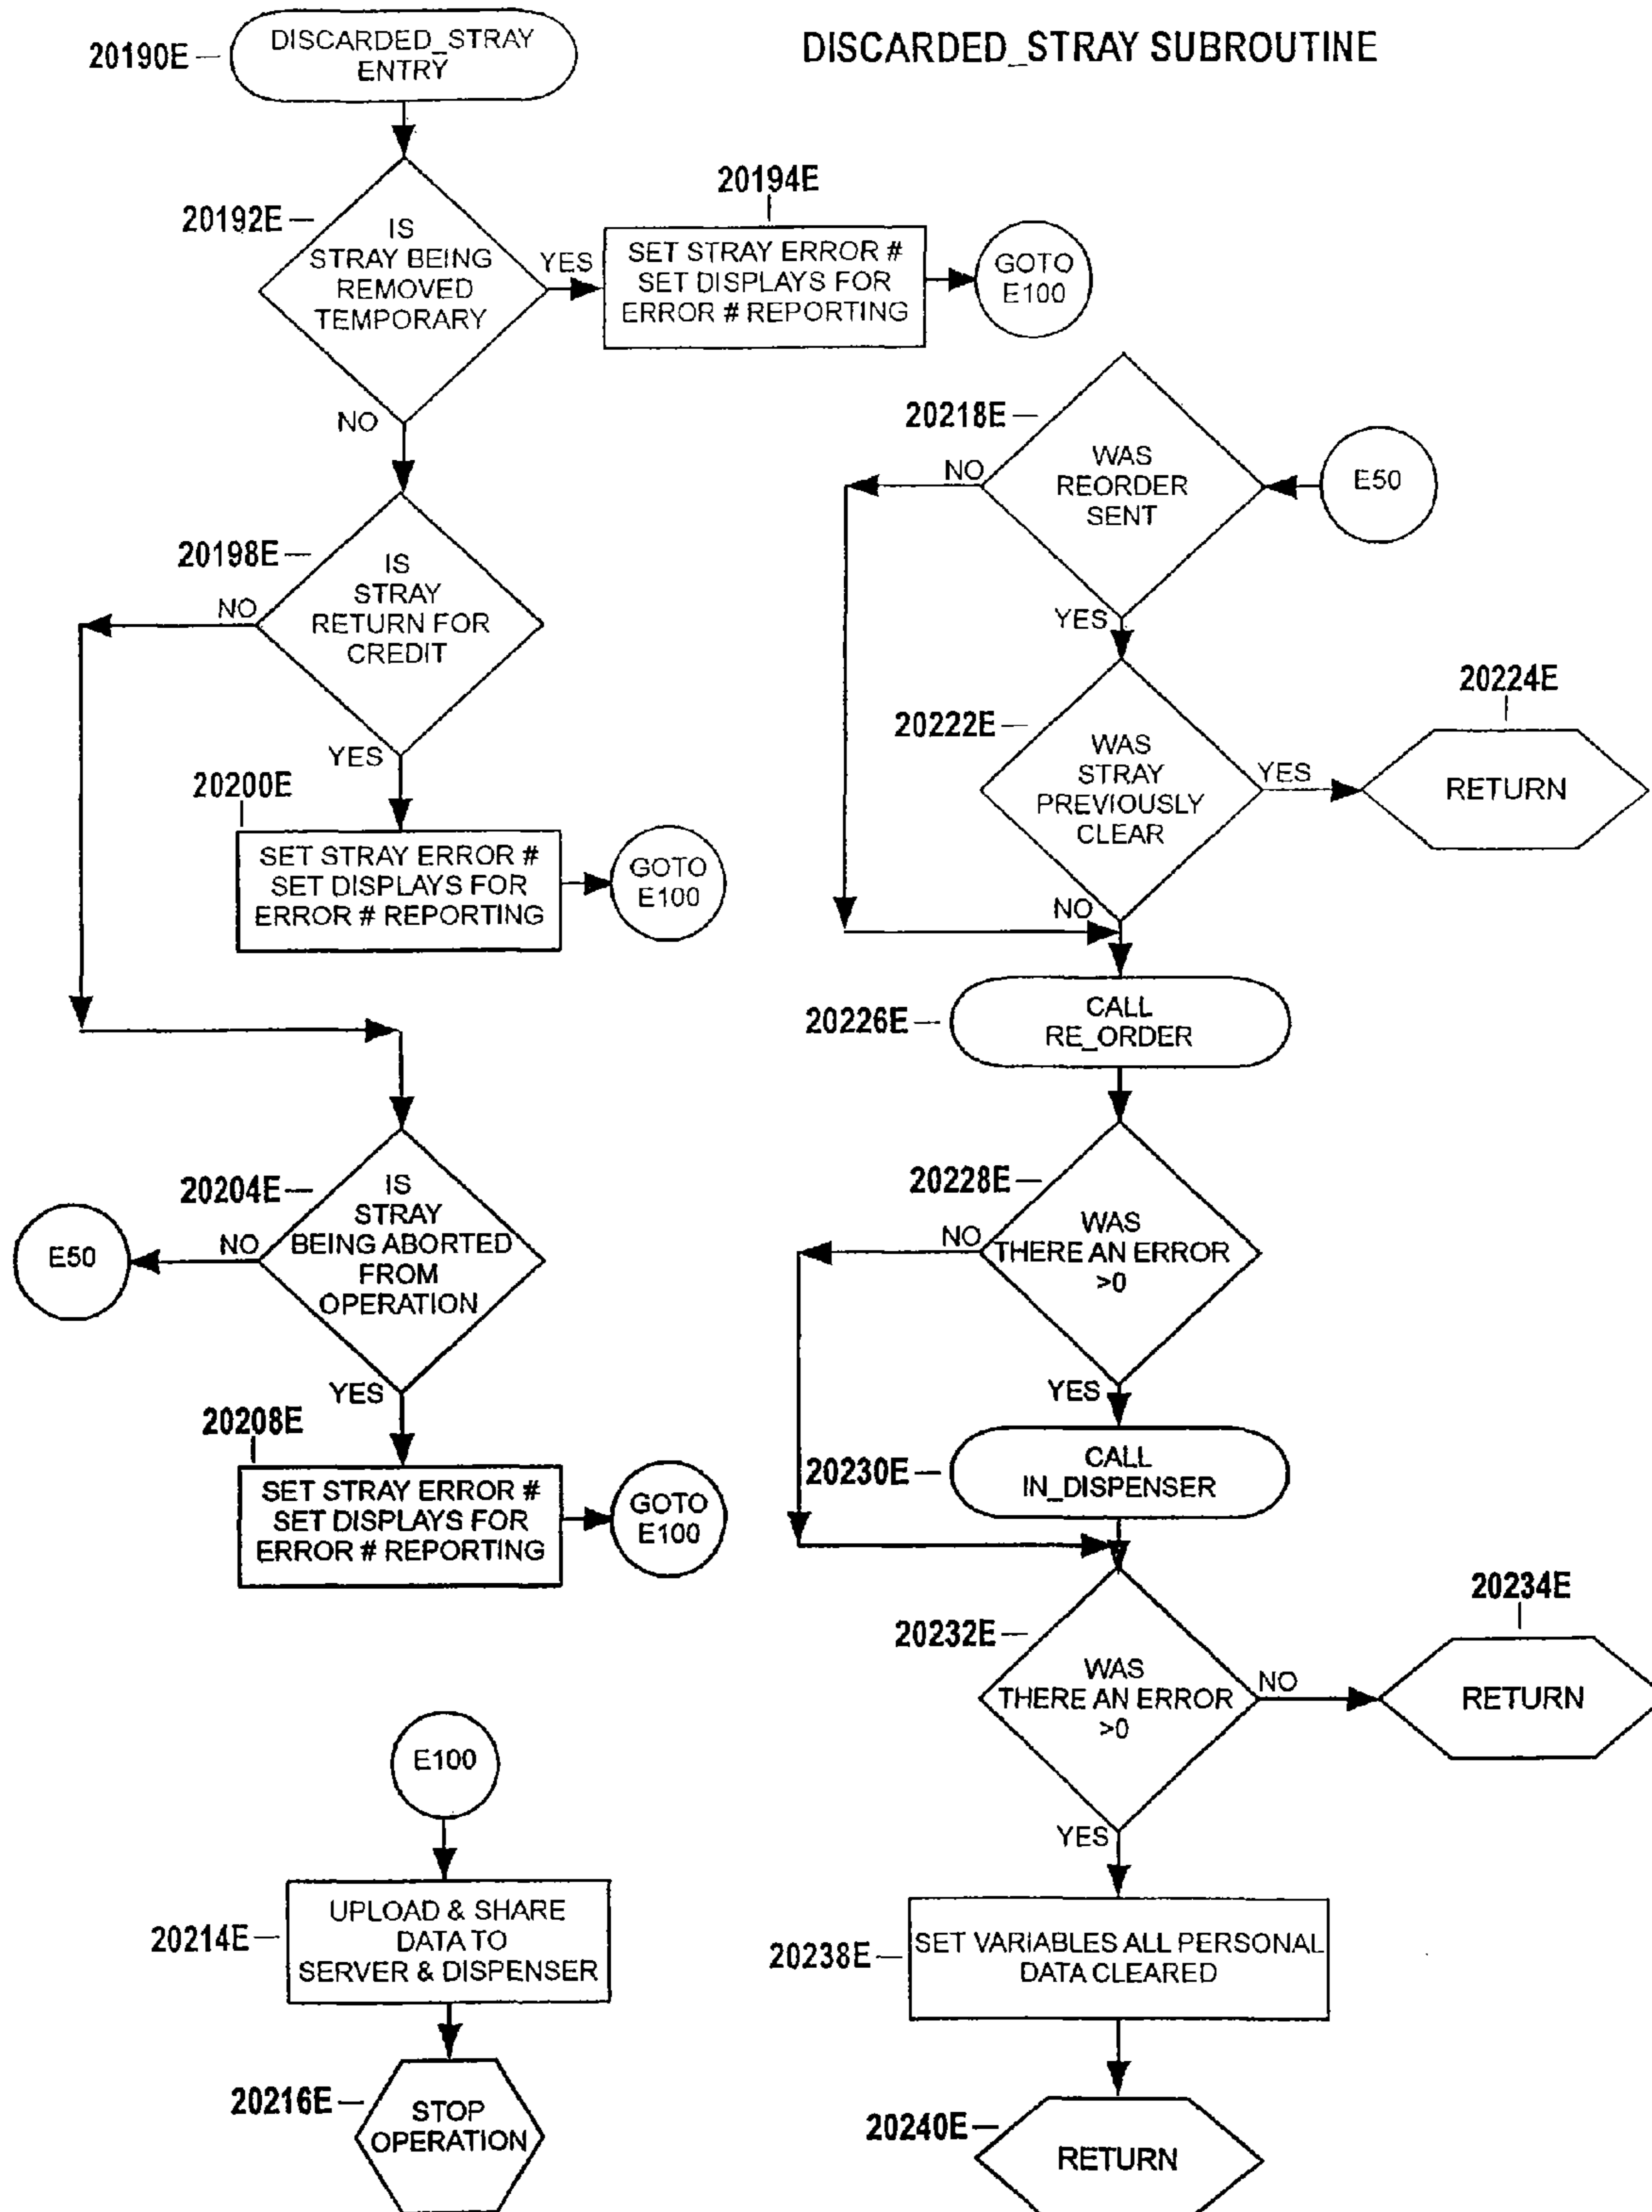 DISCARDED_STRAY SUBROUTINE
20190E
DISCARDED_STRAY
ENTRY
20192E
IS
STRAY BEING
REMOVED
TEMPORARY
YES
NO
20194E
SET STRAY ERROR #
SET DISPLAYS FOR
ERROR # REPORTING
GOTO
E100
20198E
IS
STRAY
RETURN FOR
CREDIT
NO
YES
20200E
SET STRAY ERROR #
SET DISPLAYS FOR
ERROR # REPORTING
GOTO
E100
20204E
IS
STRAY
BEING ABORTED
FROM
OPERATION
NO
E50
YES
20208E
SET STRAY ERROR #
SET DISPLAYS FOR
ERROR # REPORTING
GOTO
E100
E100
20214E
UPLOAD & SHARE
DATA TO
SERVER & DISPENSER
20216E
STOP
OPERATION
E50
20218E
WAS
REORDER
SENT
NO
YES
20222E
WAS
STRAY
PREVIOUSLY
CLEAR
YES
20224E
RETURN
NO
20226E
CALL
RE_ORDER
20228E
WAS
THERE AN ERROR
>0
NO
YES
20230E
CALL
IN_DISPENSER
20232E
WAS
THERE AN ERROR
>0
NO
20234E
RETURN
YES
20238E
SET VARIABLES ALL PERSONAL
DATA CLEARED
20240E
RETURN